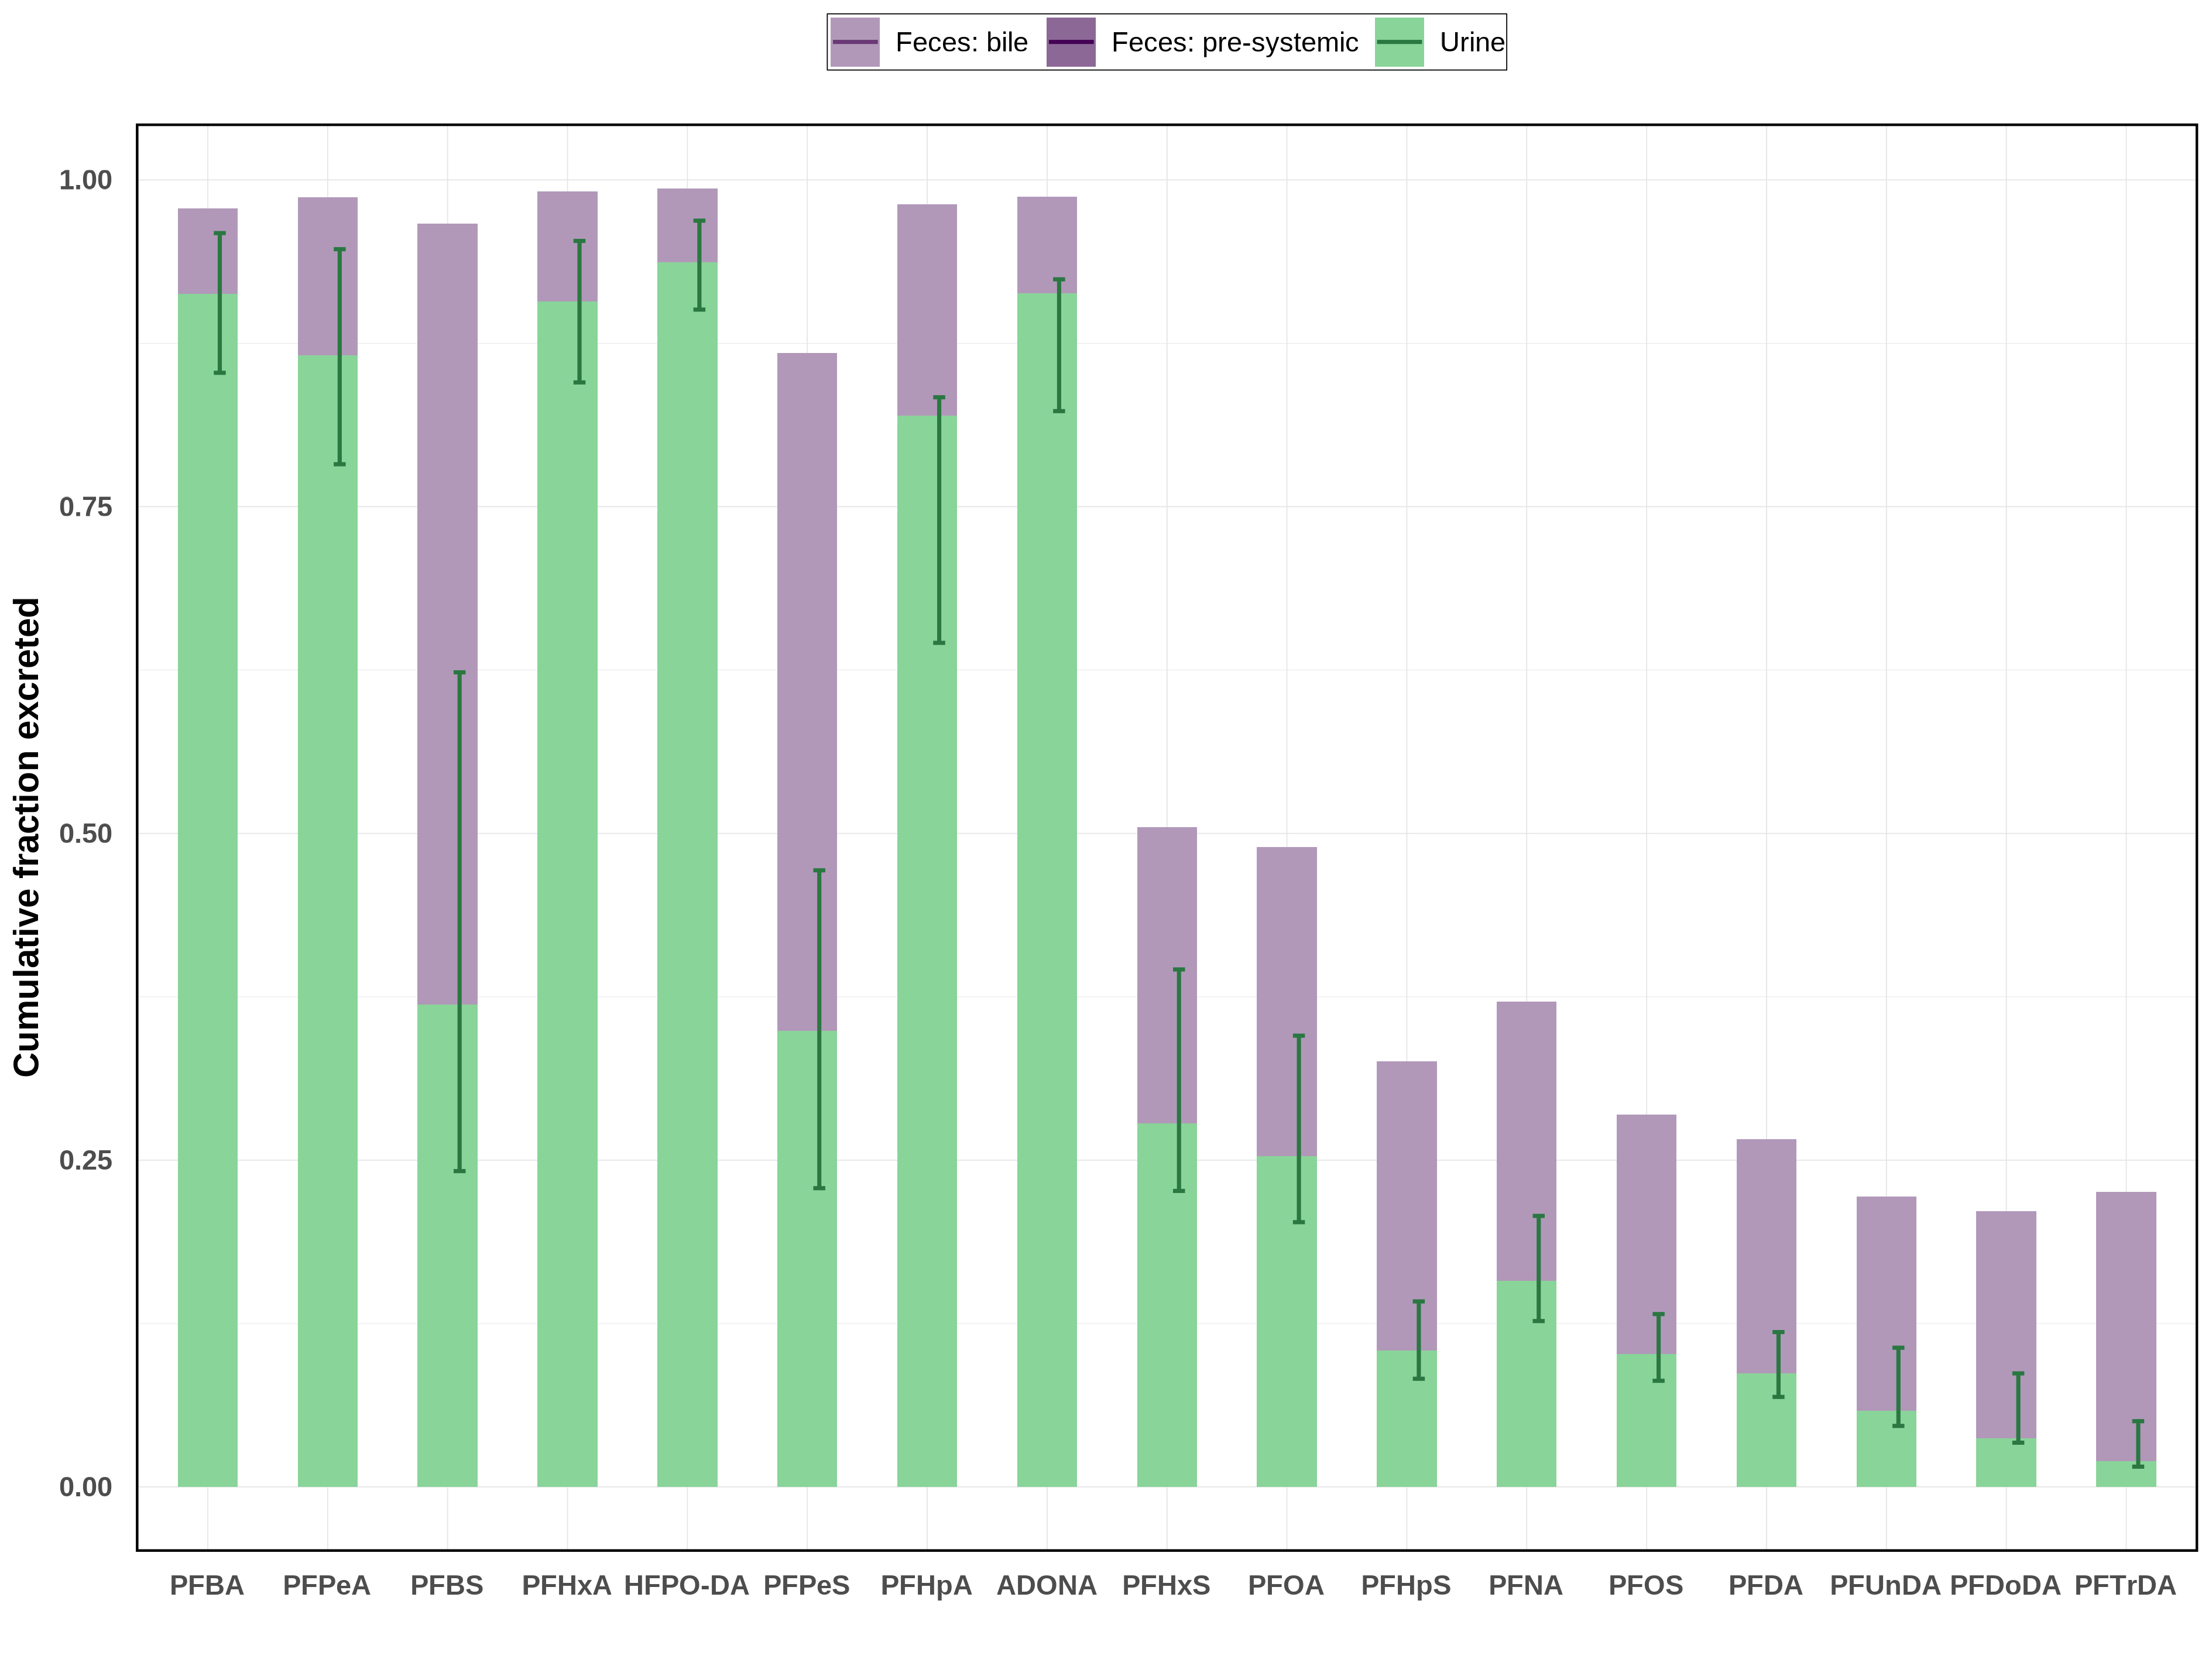 Feces: bile Feces: pre-systemic Urine
1.00
0.75
0.50
0.25
0.00
Cumulative fraction excreted
PFBA PFPeA PFBS PFHxA HFPO-DA PFPeS PFHpA ADONA PFHxS PFOA PFHpS PFNA PFOS PFDA PFUnDA PFDoDA PFTrDA